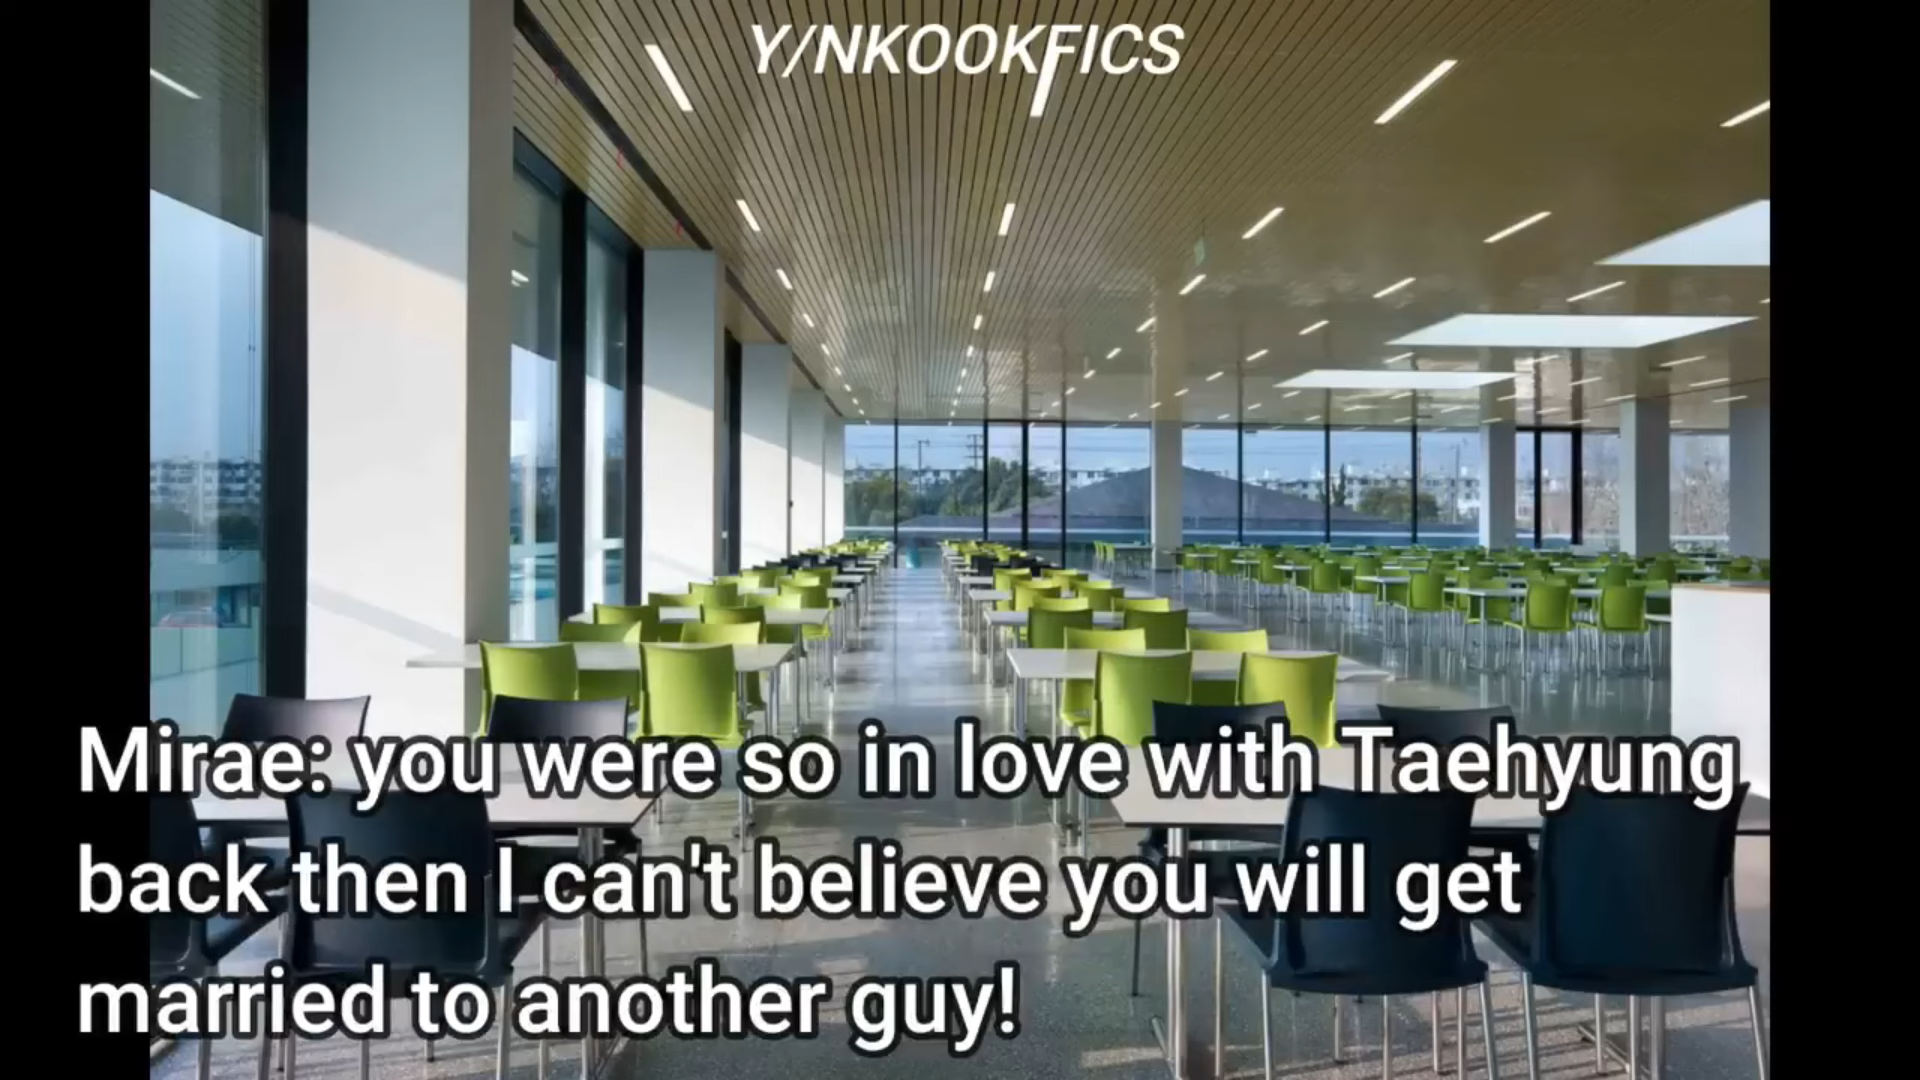 Y/NKOOKFICS
Mirae: you were so in love with Taehyung
back then I can't believe you will get
married to another guy!